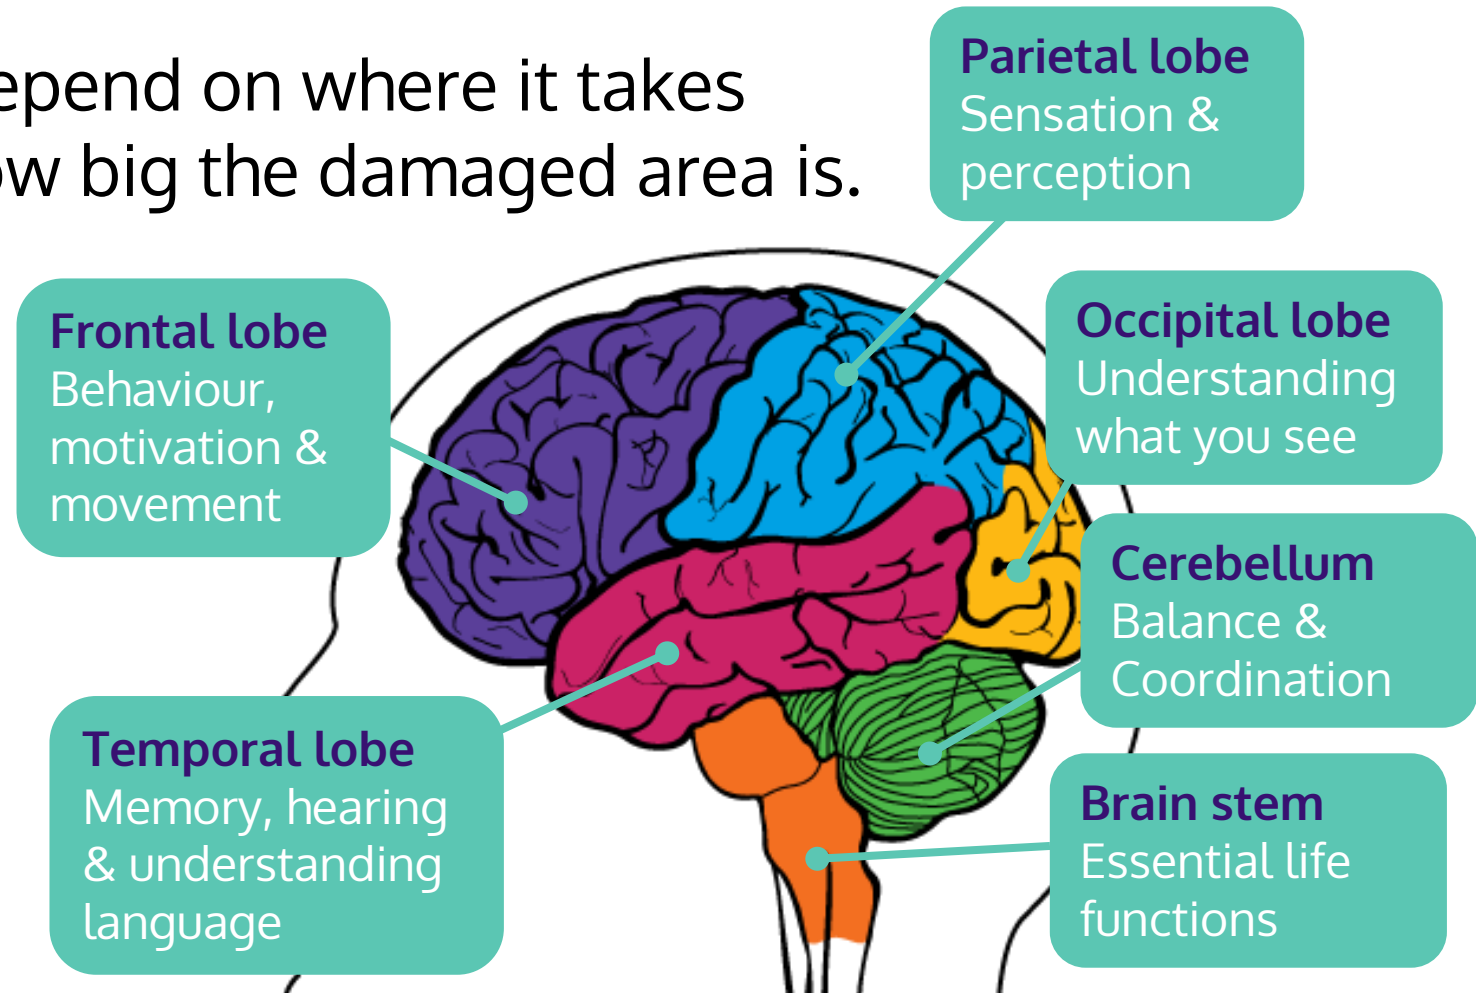 epend on where it takes
ow big the damaged area is.
Parietal lobe
Sensation &
perception
Frontal lobe
Behaviour,
motivation &
movement
Occipital lobe
Understanding
what you see
Cerebellum
Balance &
Coordination
Temporal lobe
Memory, hearing
& understanding
language
Brain stem
Essential life
functions